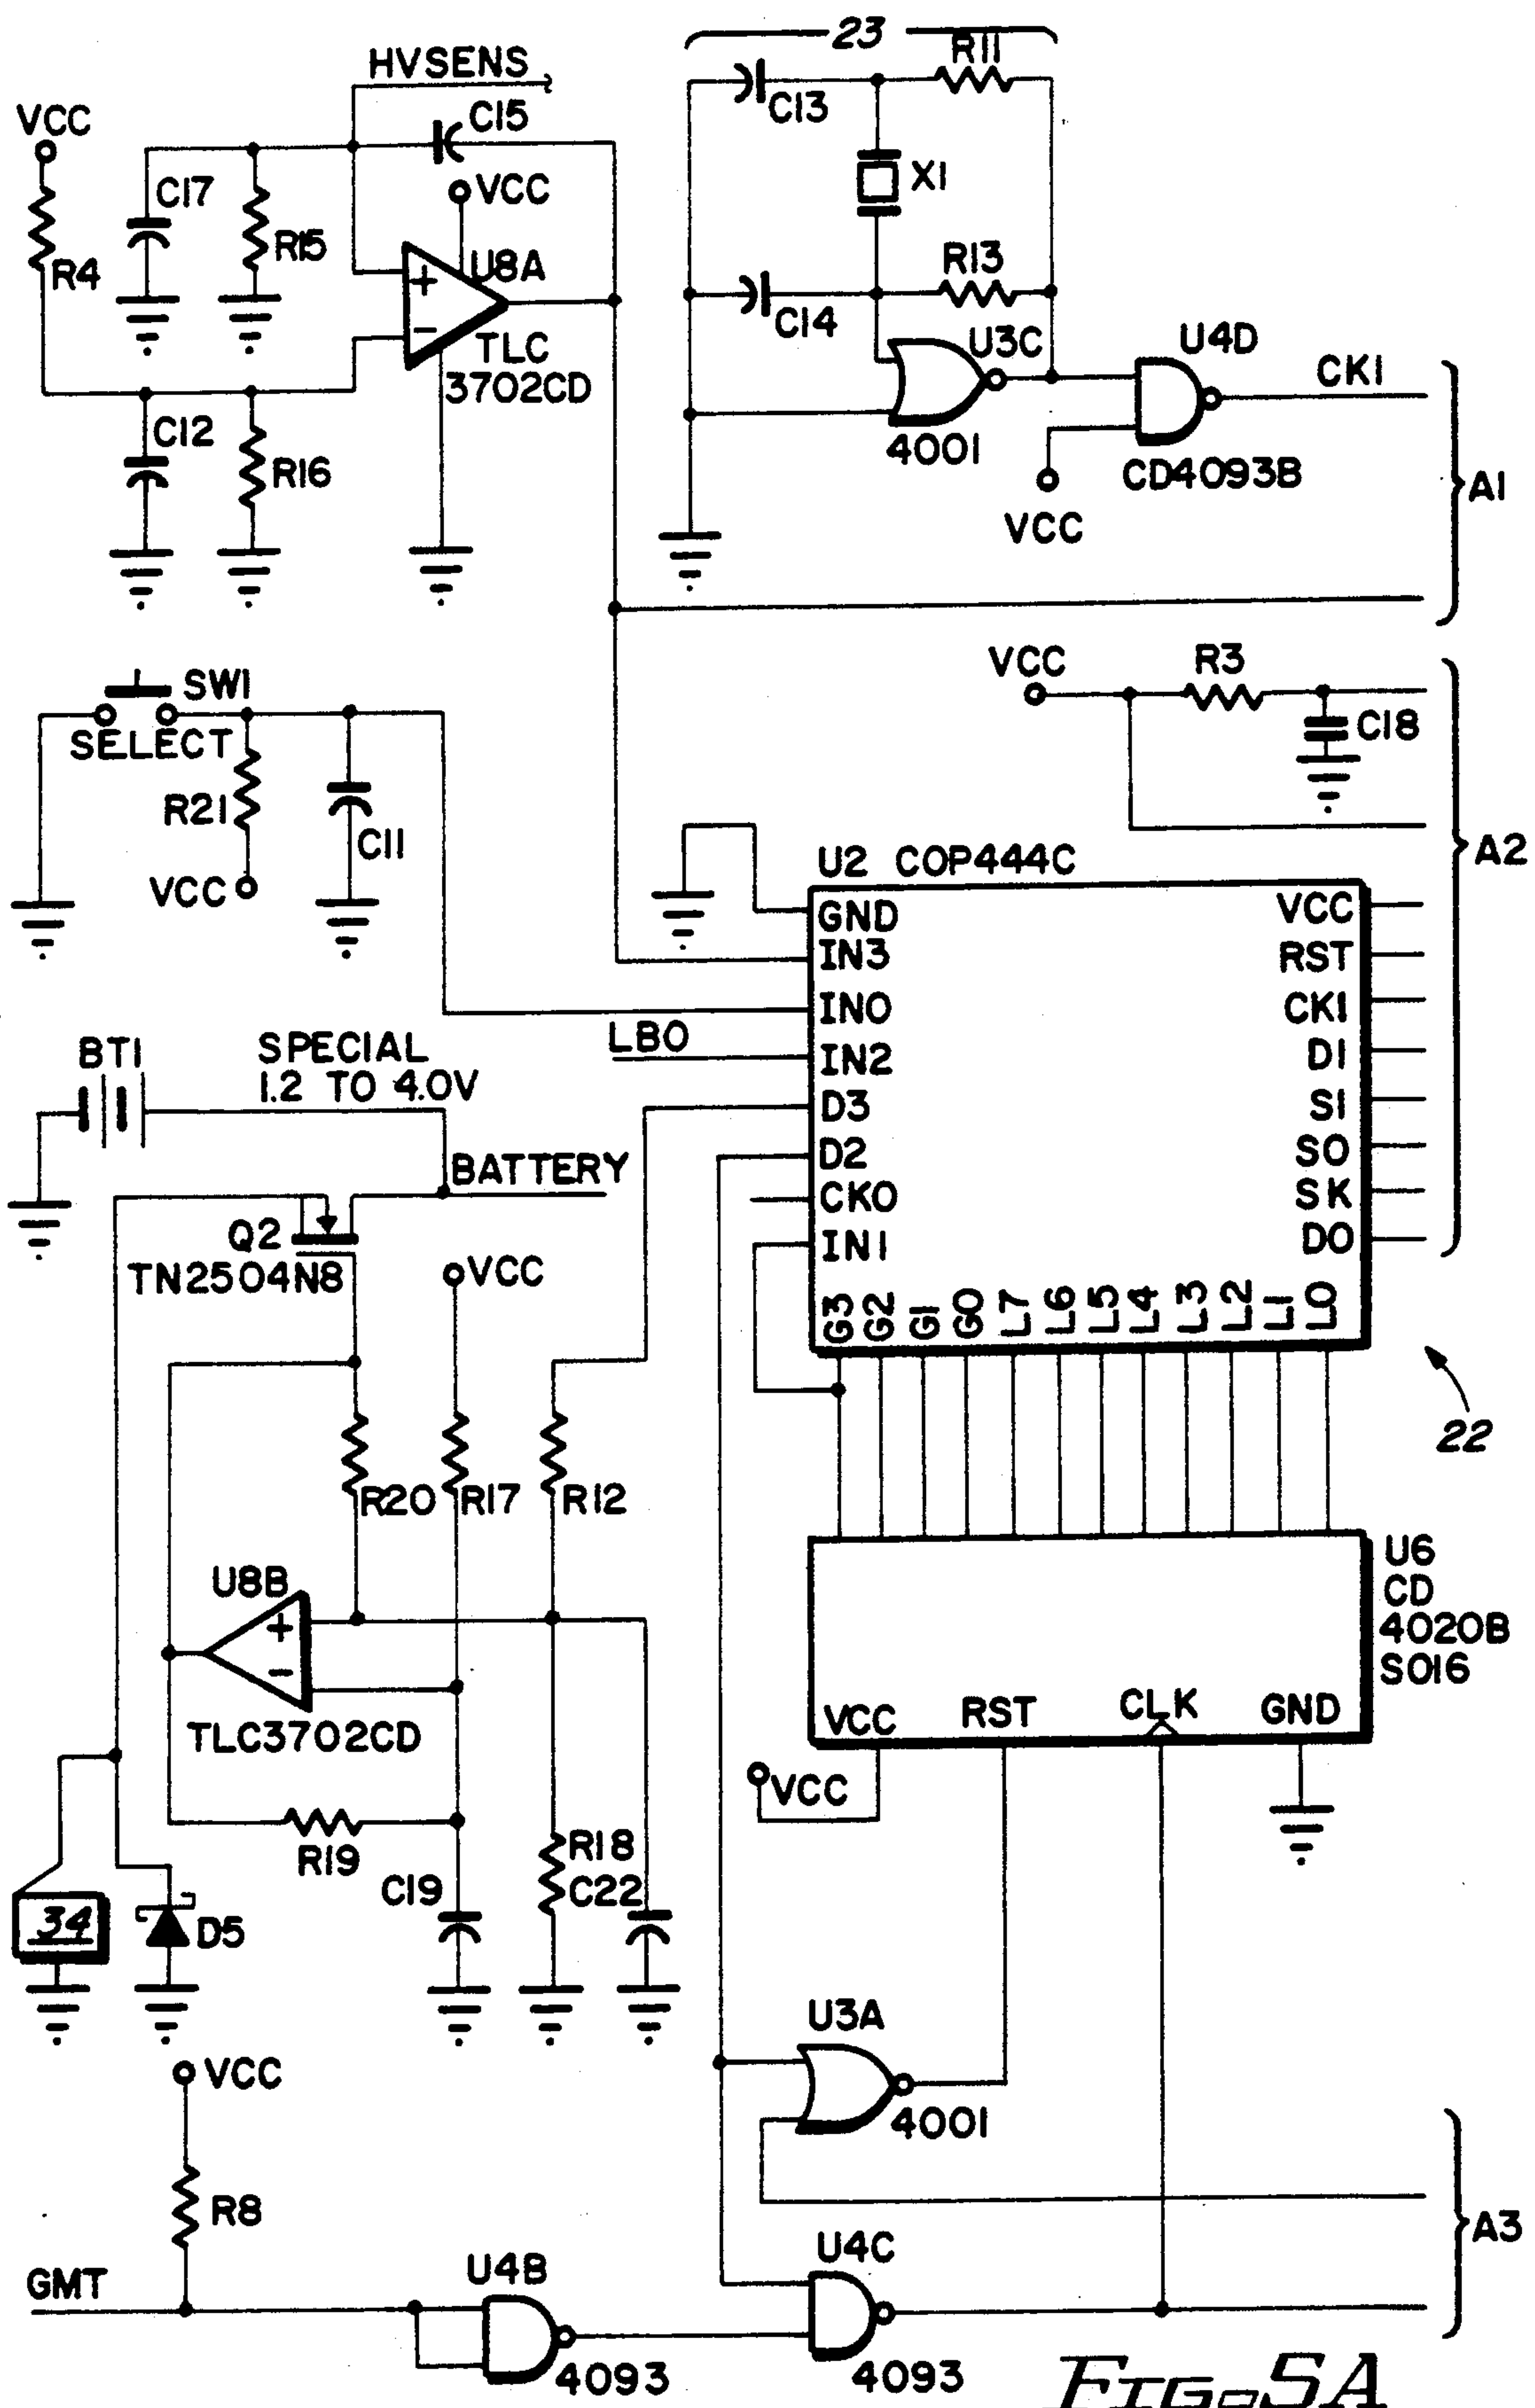 23
HVSENS
R11
VCC
C15
C13
C17
VCC
X1
R15
U8A
R4
R13
C14
U3C
U4D
TLC
3702CD
CK1
C12
4001
R16
CD4093B
A1
VCC
VCC
R3
SW1
SELECT
C18
R21
C11
VCC
A2
U2 COP444C
GND
VCC
IN3
RST
IN0
CK1
LBO
IN2
D1
BT1
SPECIAL
1.2 TO 4.0V
D3
S1
D2
SO
BATTERY
CKO
SK
Q2
IN1
DO
TN2504N8
VCC
G3 G2 G1 G0 L7 L6 L5 L4 L3 L2 L1 L0
22
R20
R17
R12
U6
CD
4020B
SO16
U8B
+
-
TLC3702CD
VCC
RST
CLK
GND
VCC
R19
R18
C19
C22
34
D5
U3A
VCC
4001
R8
A3
U4C
U4B
GMT
4093
4093
FIG. 5A